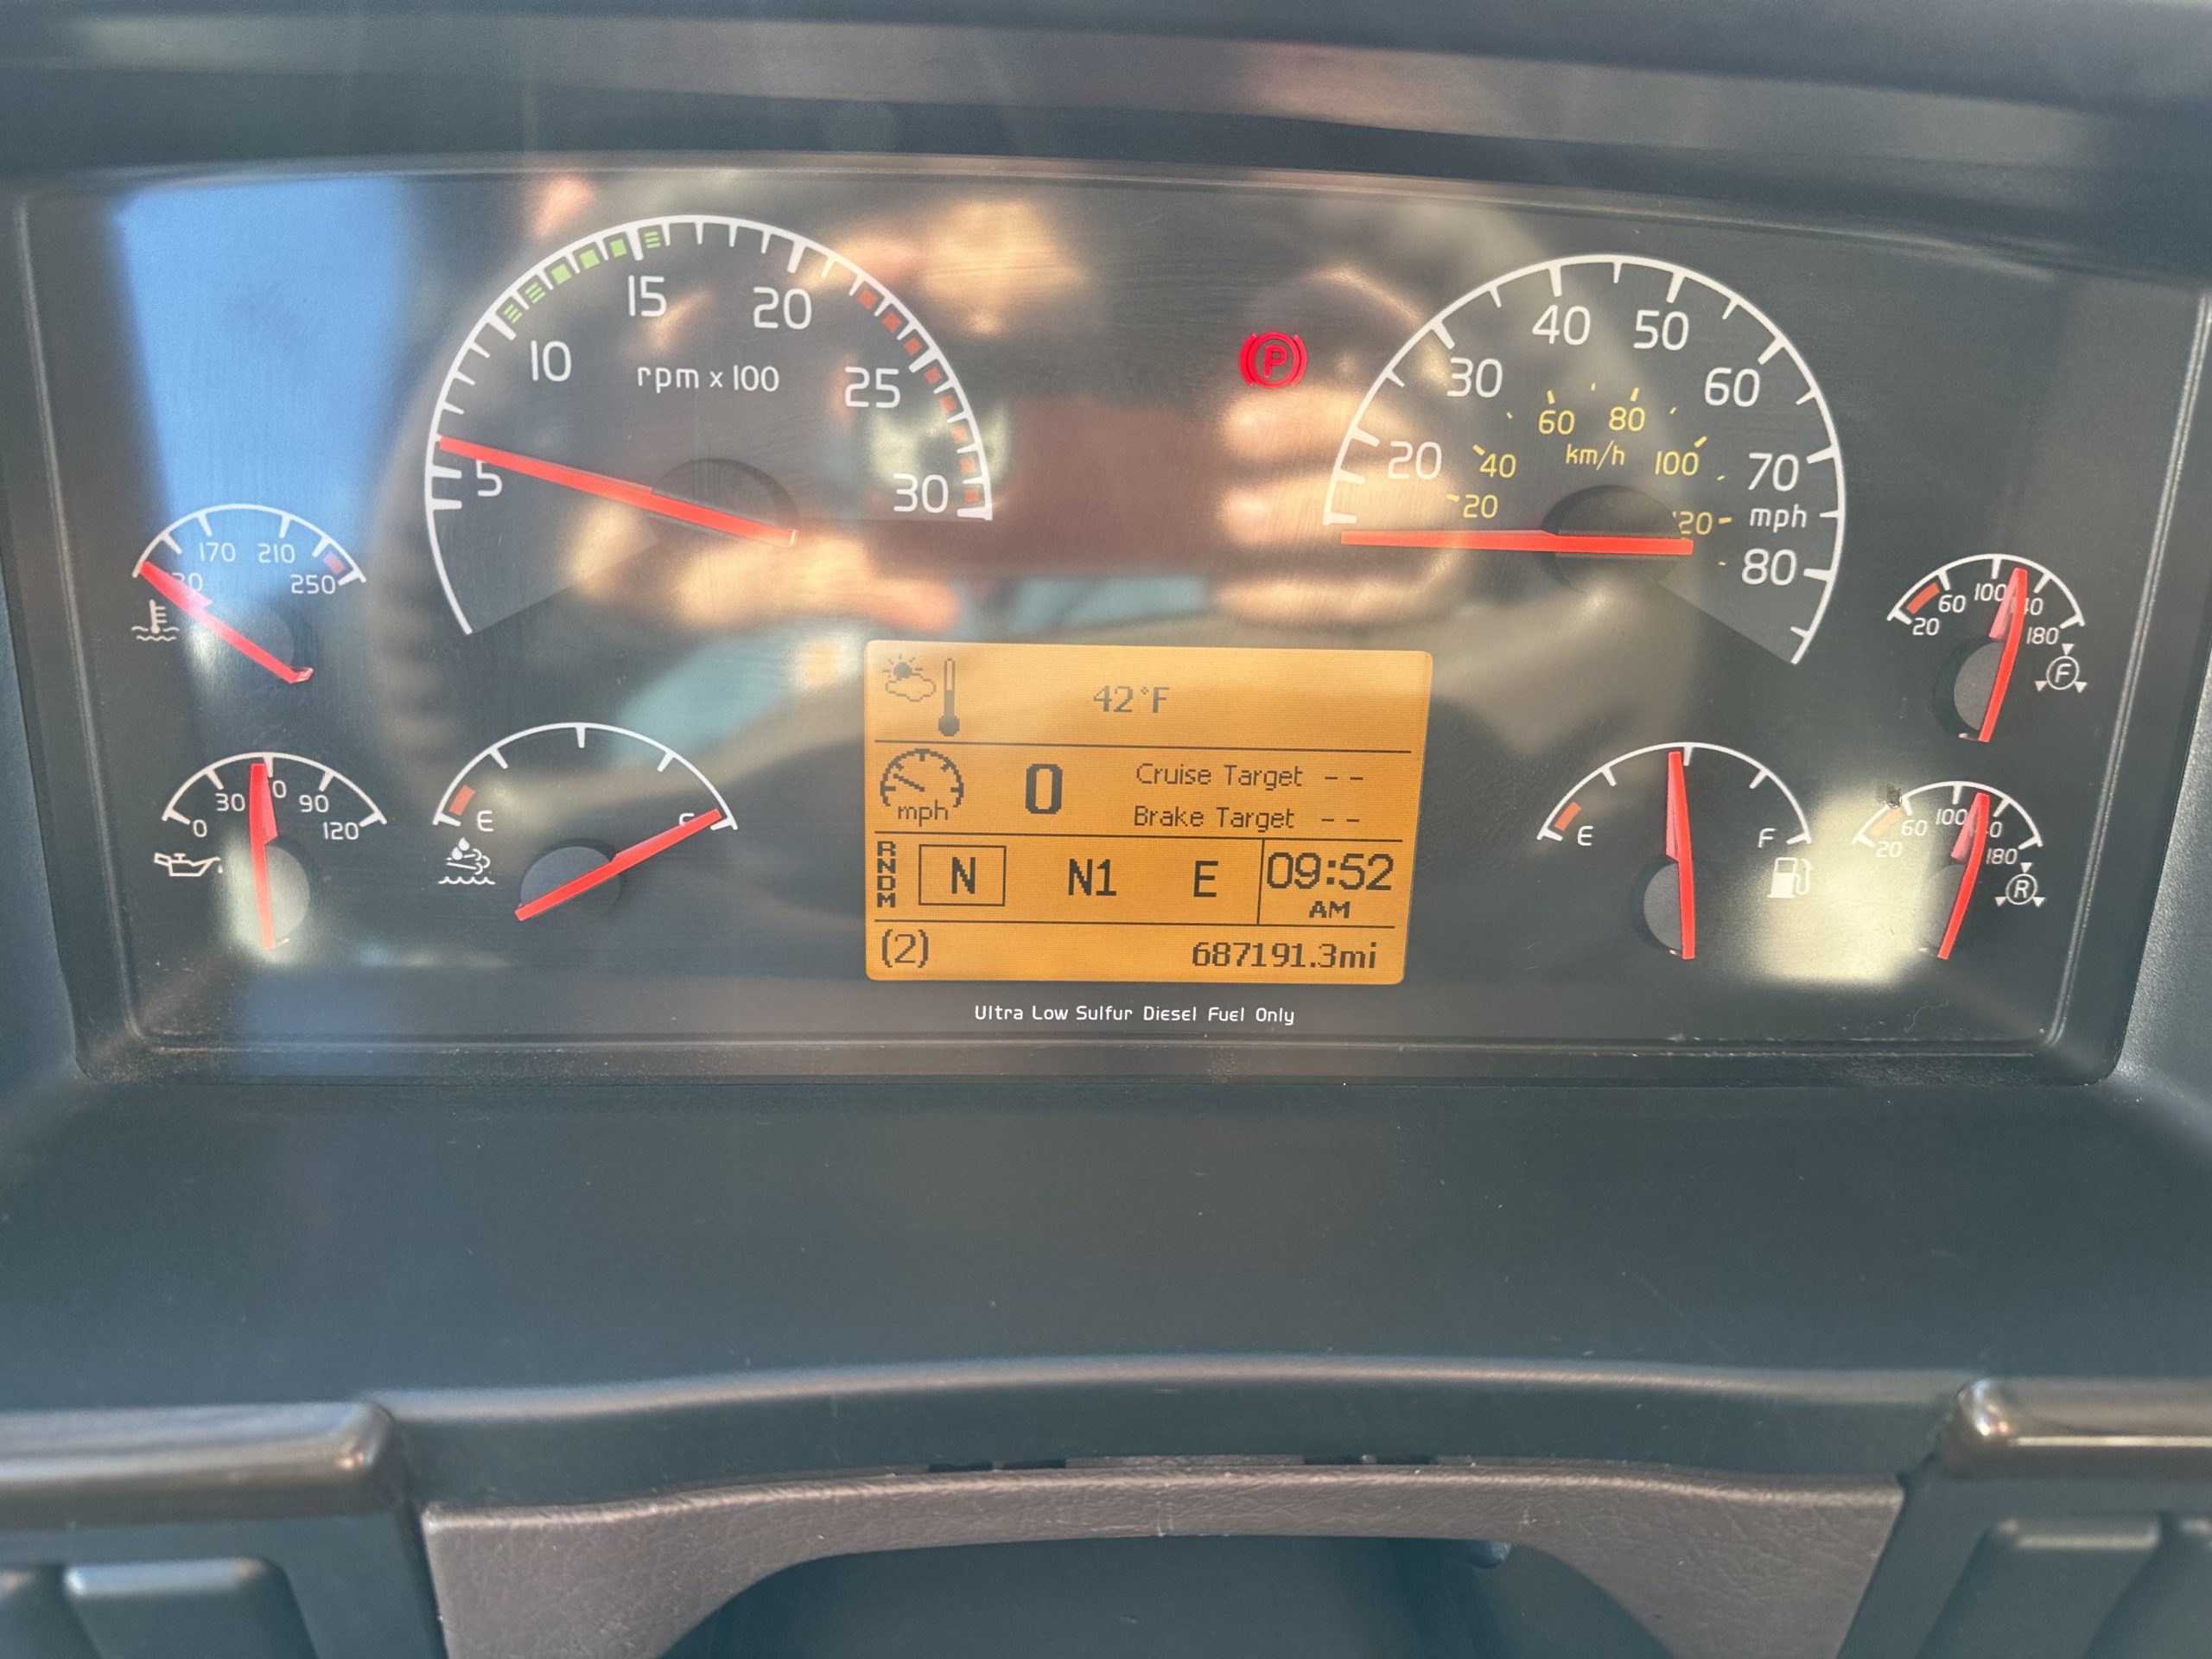 15 20
10 rpm x 100 25
5 30
P
40 50
30 60
20 70
mph
80
60 80
40 km/h 100
20
170 210
250
30 90
0 120
E
42°F
mph 0 Cruise Target --
Brake Target --
RNDM N N1 E 09:52
AM
(2) 687191.3mi
Ultra Low Sulfur Diesel Fuel Only
E F
60 100
20 180
F
60 100
20 180
R